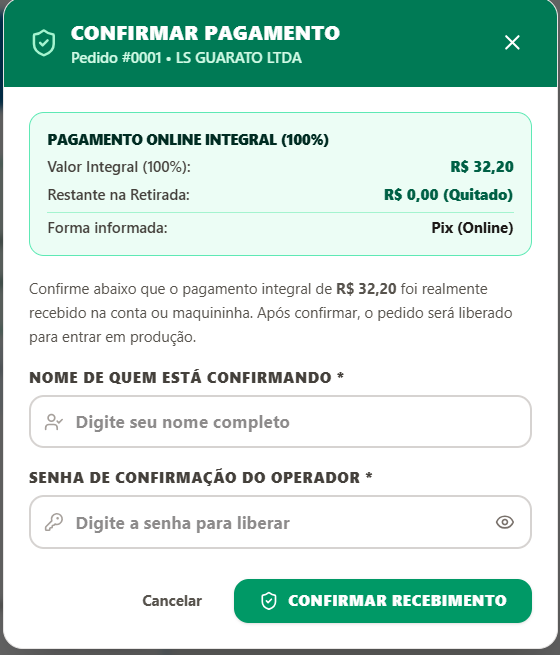 CONFIRMAR PAGAMENTO
Pedido #0001 • LS GUARATO LTDA
PAGAMENTO ONLINE INTEGRAL (100%)
Valor Integral (100%): R$ 32,20
Restante na Retirada: R$ 0,00 (Quitado)
Forma informada: Pix (Online)
Confirme abaixo que o pagamento integral de R$ 32,20 foi realmente
recebido na conta ou maquininha. Após confirmar, o pedido será liberado
para entrar em produção.
NOME DE QUEM ESTÁ CONFIRMANDO *
Digite seu nome completo
SENHA DE CONFIRMAÇÃO DO OPERADOR *
Digite a senha para liberar
Cancelar CONFIRMAR RECEBIMENTO